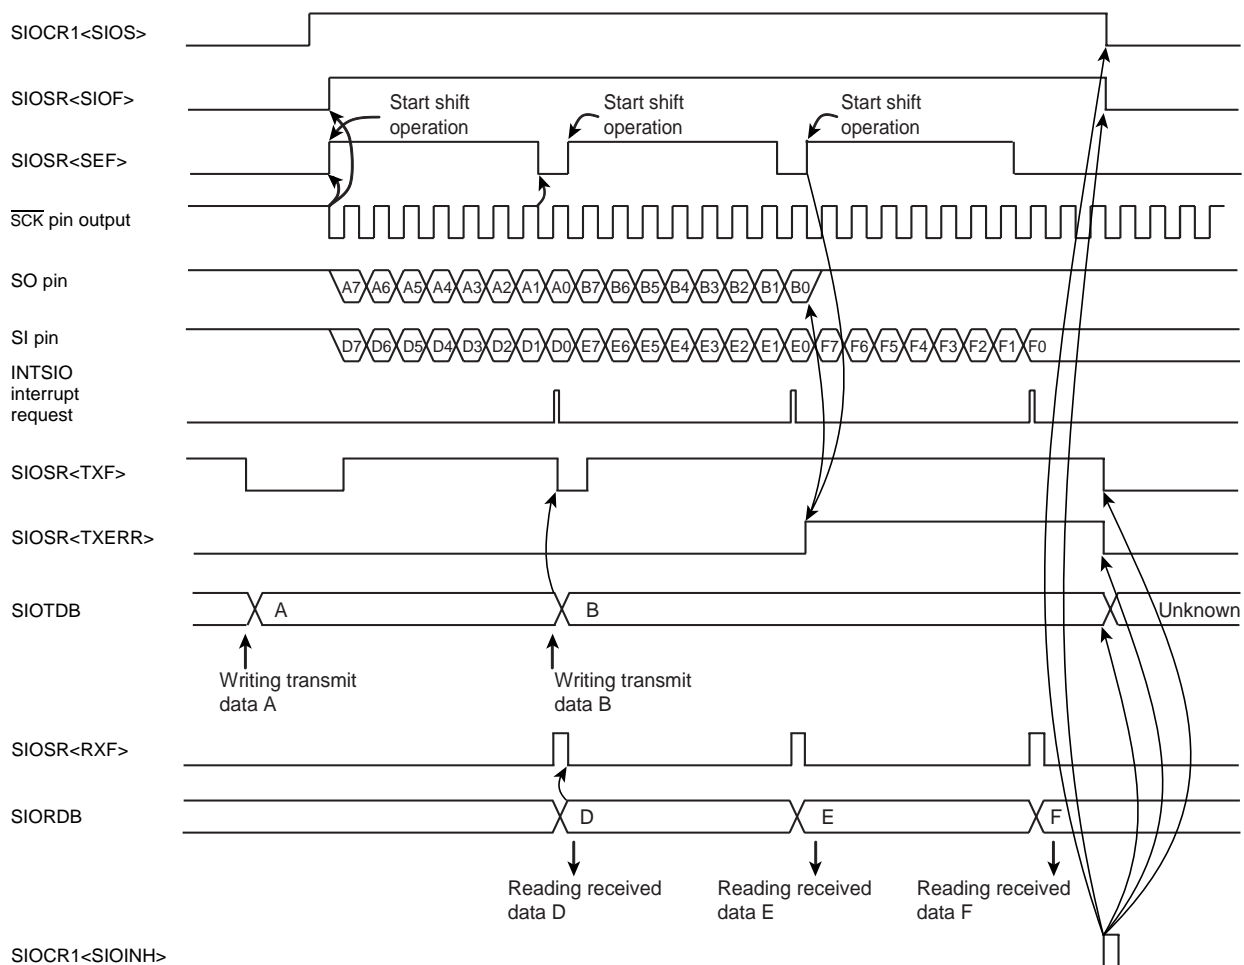 SIOCR1<SIOS>
SIOSR<SIOF>
Start shift
operation
Start shift
operation
Start shift
operation
SIOSR<SEF>
SCK pin output
SO pin
A7 A6 A5 A4 A3 A2 A1 A0 B7 B6 B5 B4 B3 B2 B1 B0
SI pin
D7 D6 D5 D4 D3 D2 D1 D0 E7 E6 E5 E4 E3 E2 E1 E0 F7 F6 F5 F4 F3 F2 F1 F0
INTSIO
interrupt
request
SIOSR<TXF>
SIOSR<TXERR>
SIOTDB
A
B
Unknown
Writing transmit
data A
Writing transmit
data B
SIOSR<RXF>
SIORDB
D
E
F
Reading received
data D
Reading received
data E
Reading received
data F
SIOCR1<SIOINH>